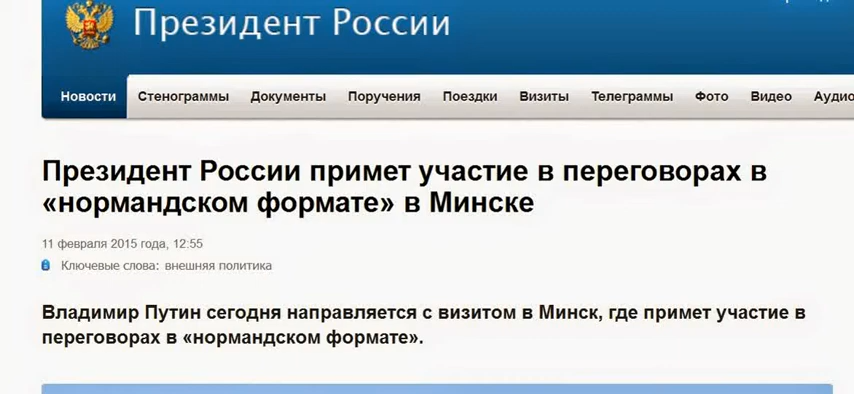 Президент России
Новости Стенограммы Документы Поручения Поездки Визиты Телеграммы Фото Видео Аудио
Президент России примет участие в переговорах в
«нормандском формате» в Минске
11 февраля 2015 года, 12:55
Ключевые слова: внешняя политика
Владимир Путин сегодня направляется с визитом в Минск, где примет участие в
переговорах в «нормандском формате».